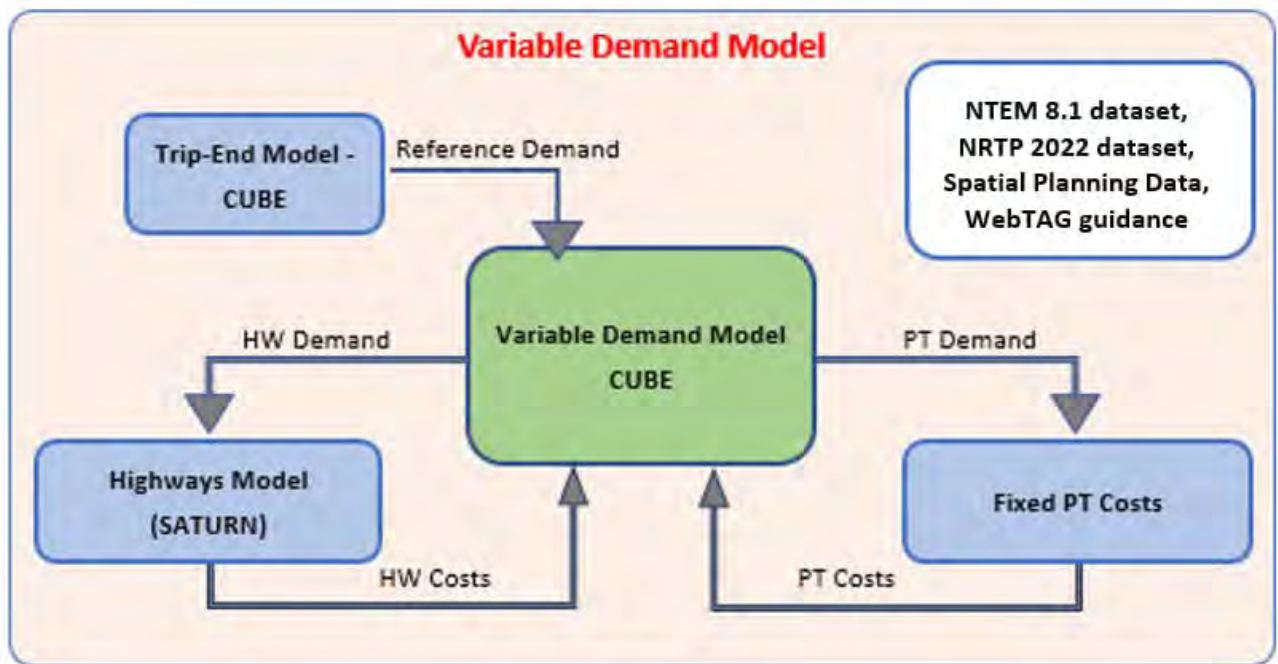 Variable Demand Model
NTEM 8.1 dataset,
NRTP 2022 dataset,
Spatial Planning Data,
WebTAG guidance
Trip-End Model -
CUBE
Reference Demand
HW Demand
Variable Demand Model
CUBE
PT Demand
Highways Model
(SATURN)
Fixed PT Costs
HW Costs
PT Costs